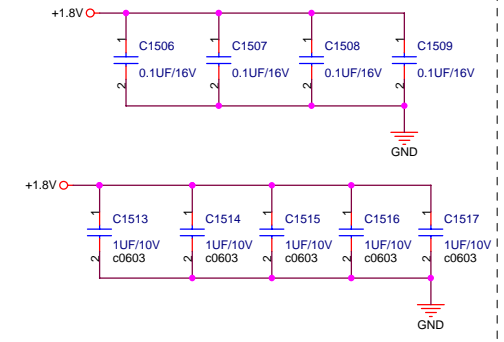 +1.8V
1 1 1 1
C1506 C1507 C1508 C1509
0.1UF/16V 0.1UF/16V 0.1UF/16V 0.1UF/16V
2 2 2 2
GND
+1.8V
1 1 1 1 1
C1513 C1514 C1515 C1516 C1517
1UF/10V 1UF/10V 1UF/10V 1UF/10V 1UF/10V
2 2 2 2 2
c0603 c0603 c0603 c0603 c0603
GND